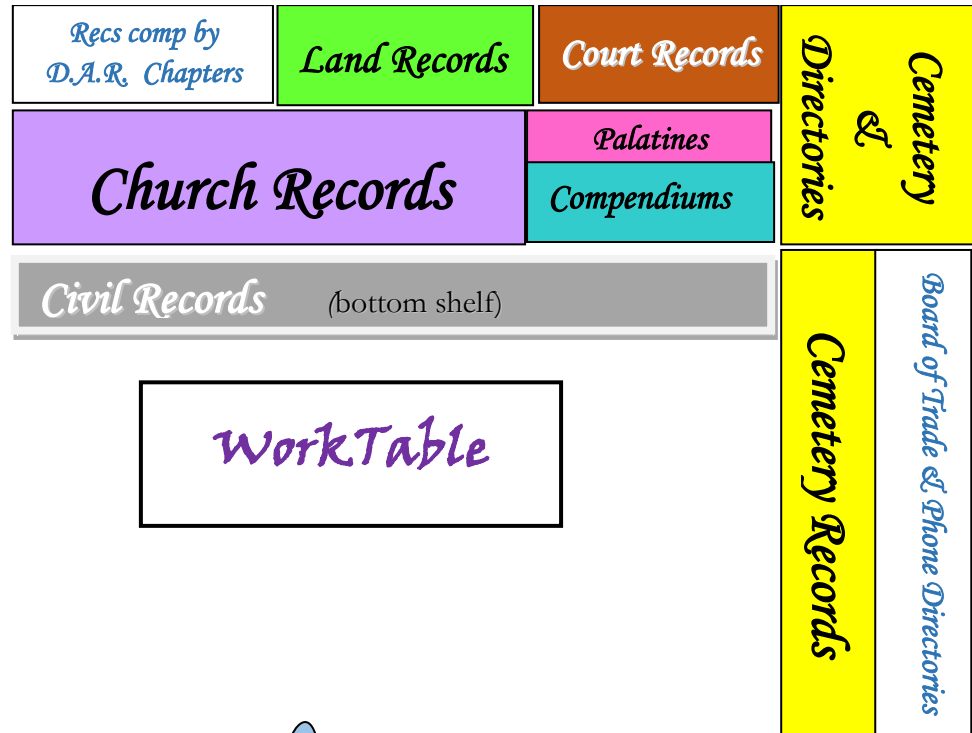 Recs comp by
D.A.R. Chapters
Land Records
Court Records
Cemetery
&
Directories
Church Records
Palatines
Compendiums
Civil Records (bottom shelf)
Cemetery Records
Board of Trade & Phone Directories
WorkTable